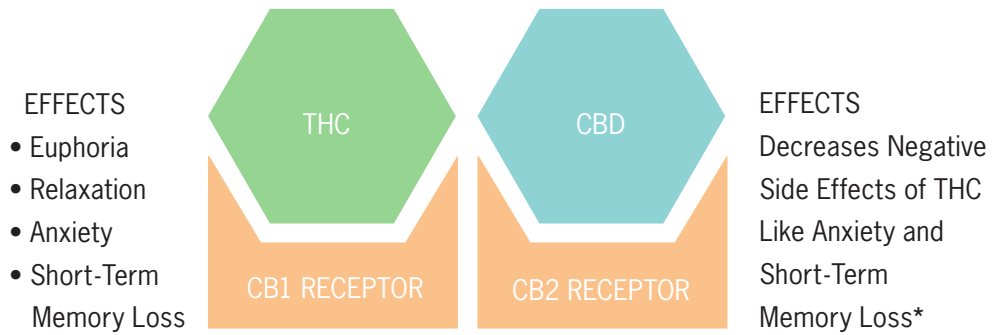 EFFECTS
• Euphoria
• Relaxation
• Anxiety
• Short-Term
Memory Loss
THC
CB1 RECEPTOR
CBD
CB2 RECEPTOR
EFFECTS
Decreases Negative
Side Effects of THC
Like Anxiety and
Short-Term
Memory Loss*